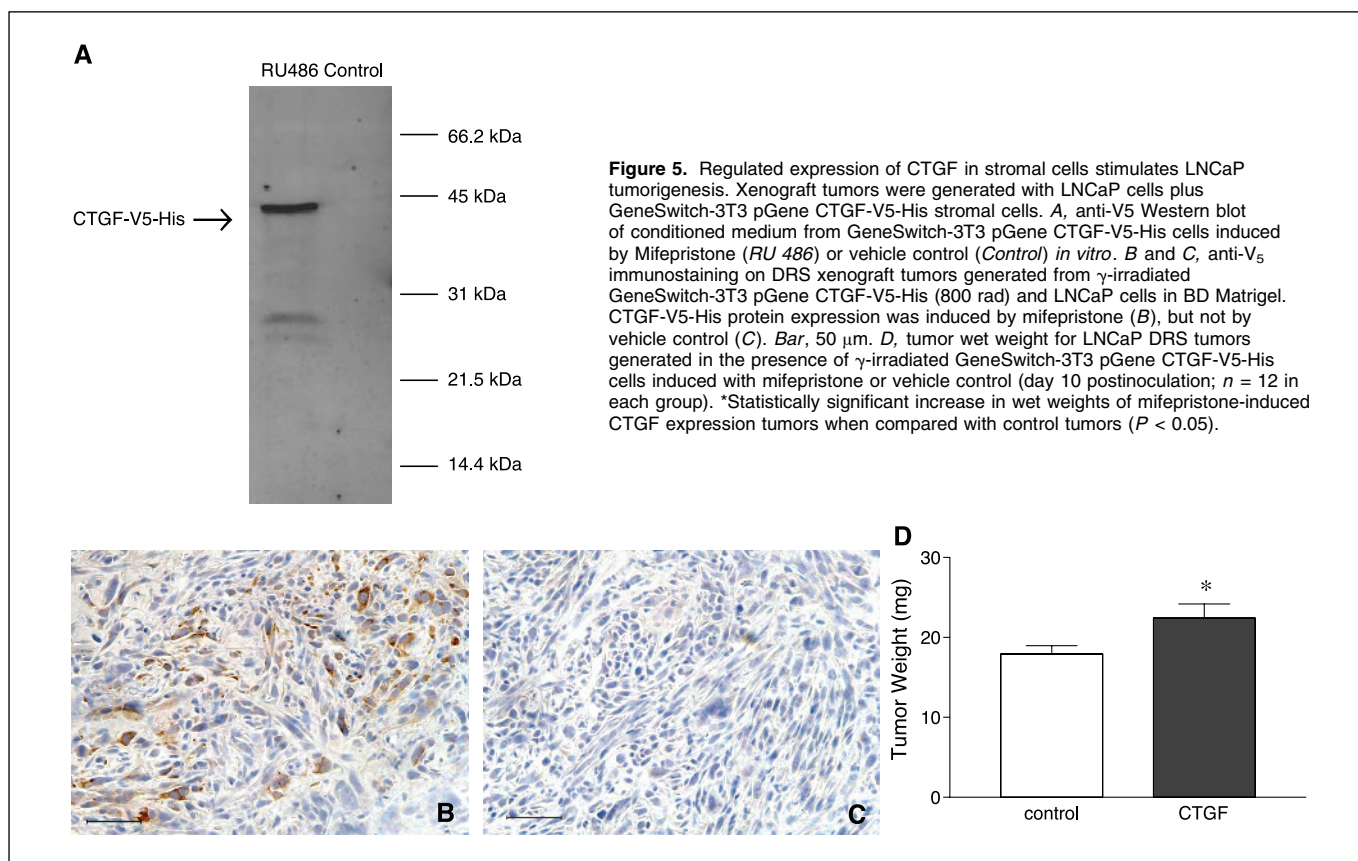 A
RU486 Control
66.2 kDa
45 kDa
CTGF-V5-His
31 kDa
21.5 kDa
14.4 kDa
Figure 5. Regulated expression of CTGF in stromal cells stimulates LNCaP
tumorigenesis. Xenograft tumors were generated with LNCaP cells plus
GeneSwitch-3T3 pGene CTGF-V5-His stromal cells. A, anti-V5 Western blot
of conditioned medium from GeneSwitch-3T3 pGene CTGF-V5-His cells induced
by Mifepristone (RU 486) or vehicle control (Control) in vitro. B and C, anti-V5
immunostaining on DRS xenograft tumors generated from γ-irradiated
GeneSwitch-3T3 pGene CTGF-V5-His (800 rad) and LNCaP cells in BD Matrigel.
CTGF-V5-His protein expression was induced by mifepristone (B), but not by
vehicle control (C). Bar, 50 μm. D, tumor wet weight for LNCaP DRS tumors
generated in the presence of γ-irradiated GeneSwitch-3T3 pGene CTGF-V5-His
cells induced with mifepristone or vehicle control (day 10 postinoculation; n = 12 in
each group). *Statistically significant increase in wet weights of mifepristone-induced
CTGF expression tumors when compared with control tumors (P < 0.05).
B
C
D
Tumor Weight (mg)
30
20
10
0
*
control
CTGF